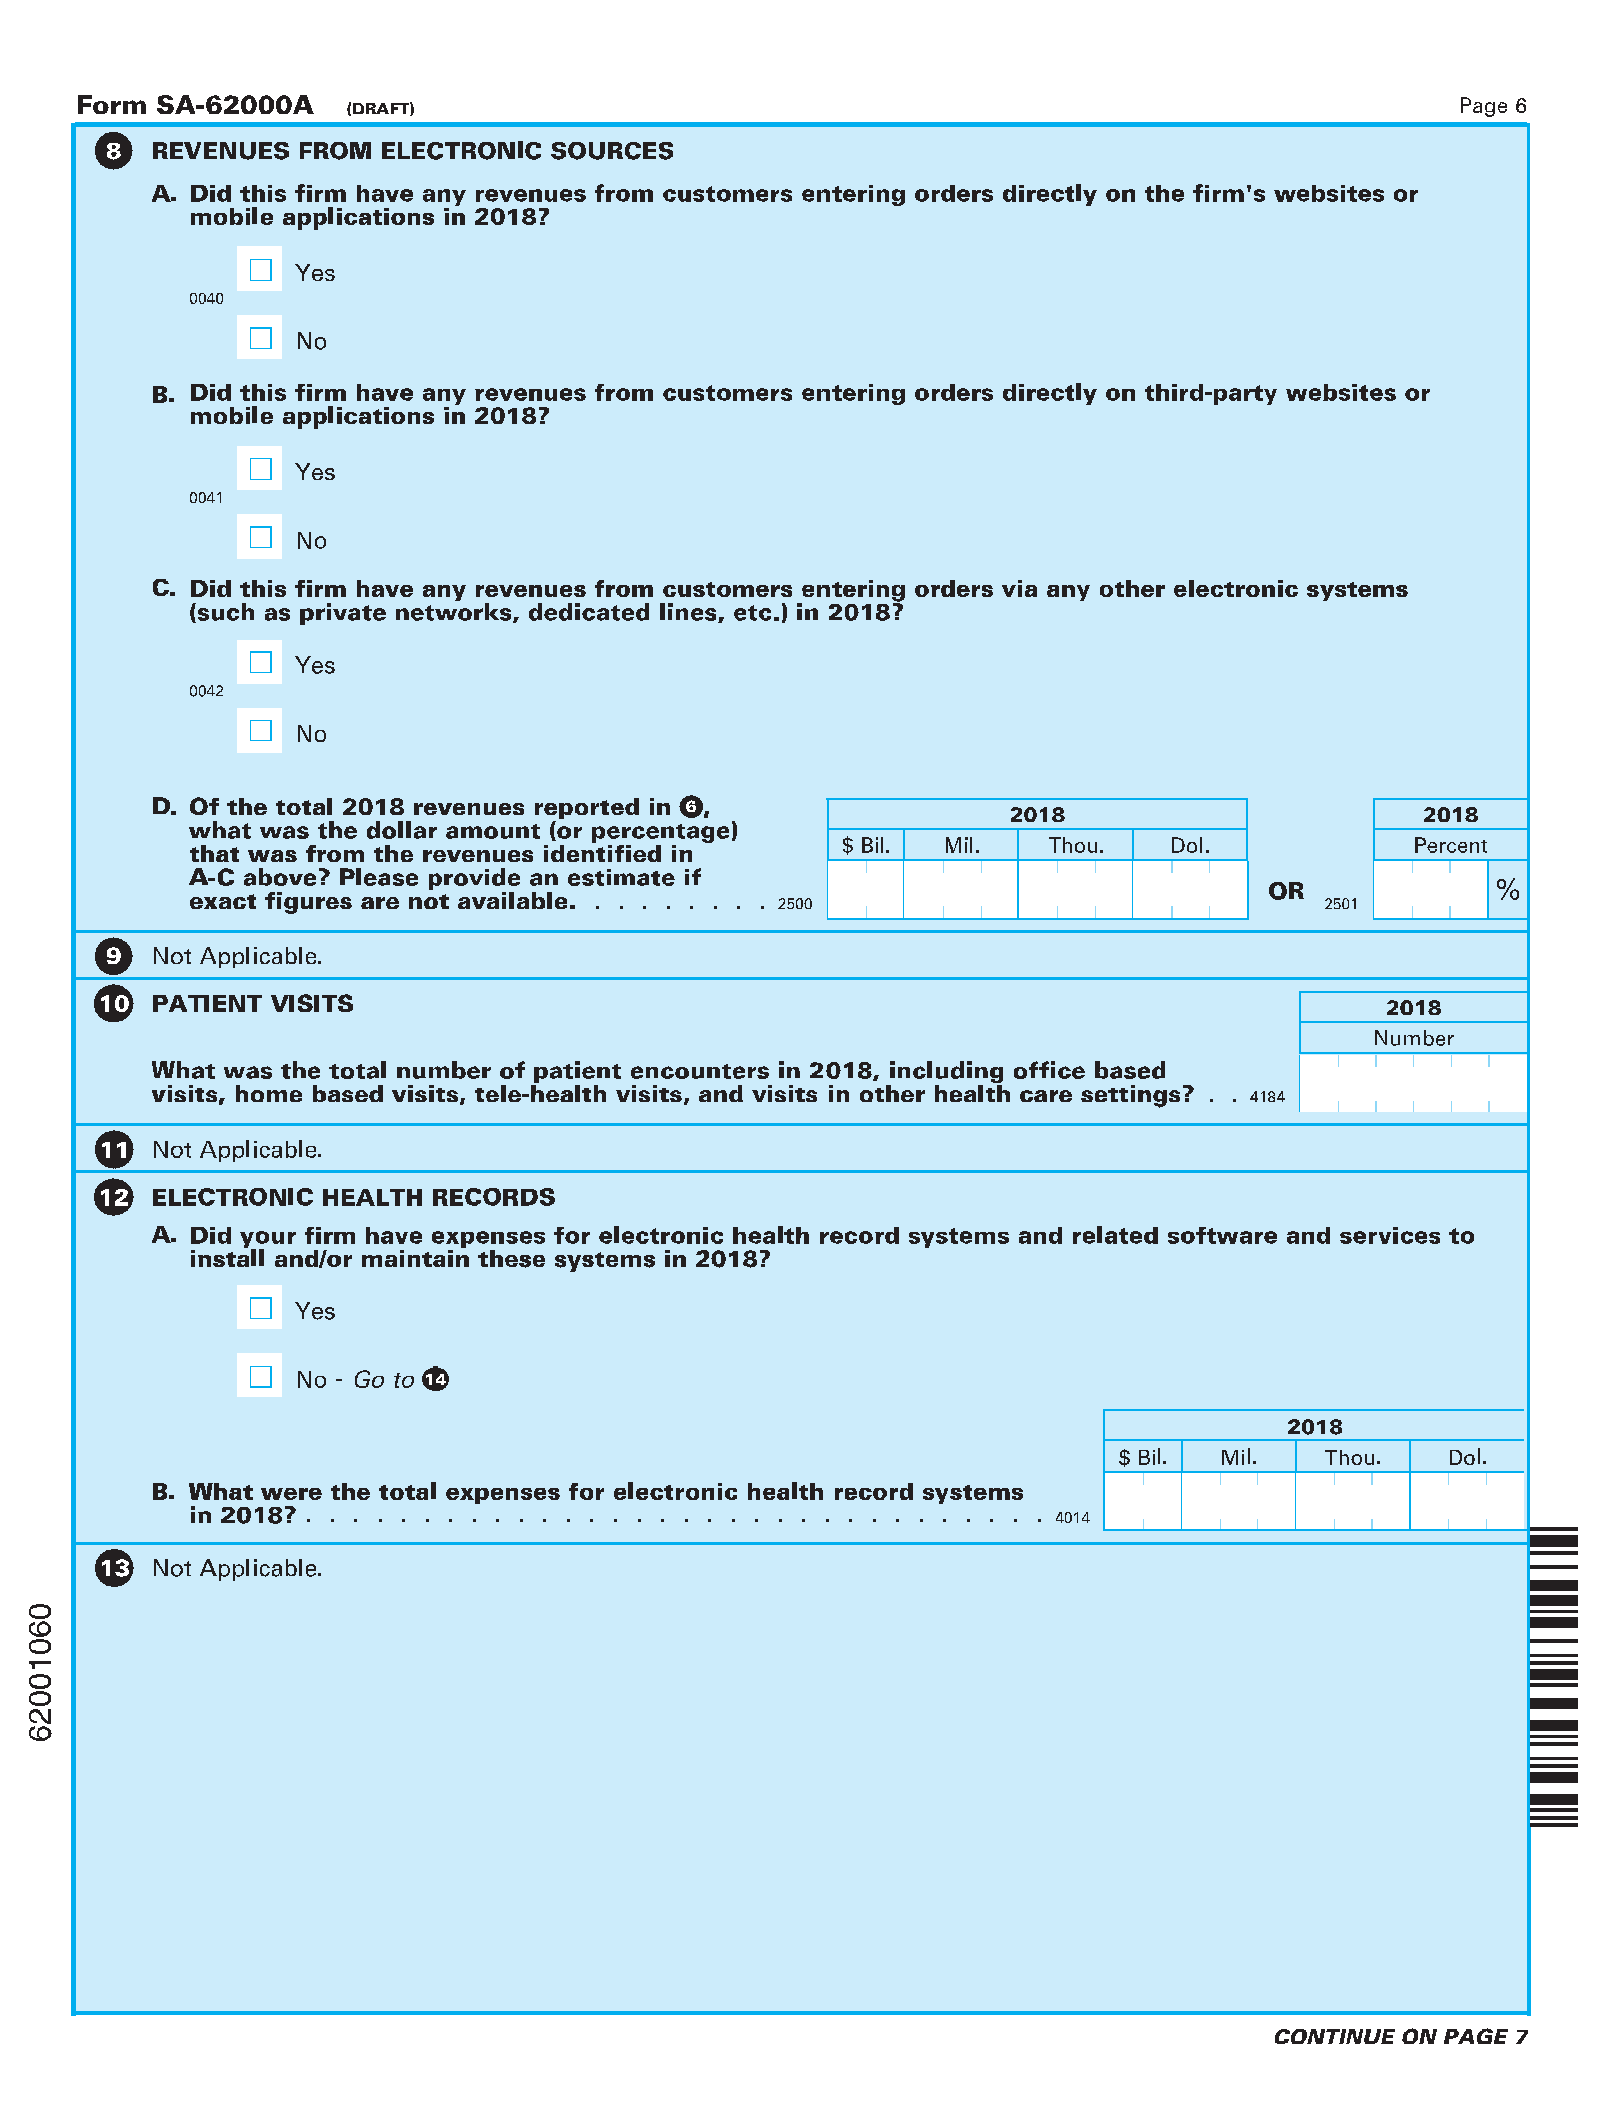 Form SA-62000A (DRAFT) Page 6
8 REVENUES FROM ELECTRONIC SOURCES
A. Did this firm have any revenues from customers entering orders directly on the firm's websites or
mobile applications in 2018?
Yes
0040
No
B. Did this firm have any revenues from customers entering orders directly on third-party websites or
mobile applications in 2018?
Yes
0041
No
C. Did this firm have any revenues from customers entering orders via any other electronic systems
(such as private networks, dedicated lines, etc.) in 2018?
Yes
0042
No
D. Of the total 2018 revenues reported in 6,
what was the dollar amount (or percentage)
that was from the revenues identified in
A-C above? Please provide an estimate if
exact figures are not available. . . . . . . . . 2500
2018
$ Bil. Mil. Thou. Dol.
OR 2501
2018
Percent
%
9 Not Applicable.
10 PATIENT VISITS
2018
Number
What was the total number of patient encounters in 2018, including office based
visits, home based visits, tele-health visits, and visits in other health care settings? . . 4184
11 Not Applicable.
12 ELECTRONIC HEALTH RECORDS
A. Did your firm have expenses for electronic health record systems and related software and services to
install and/or maintain these systems in 2018?
Yes
No - Go to 14
2018
$ Bil. Mil. Thou. Dol.
B. What were the total expenses for electronic health record systems
in 2018? . . . . . . . . . . . . . . . . . . . . . . . . . . . . . . . . 4014
13 Not Applicable.
62001060
CONTINUE ON PAGE 7